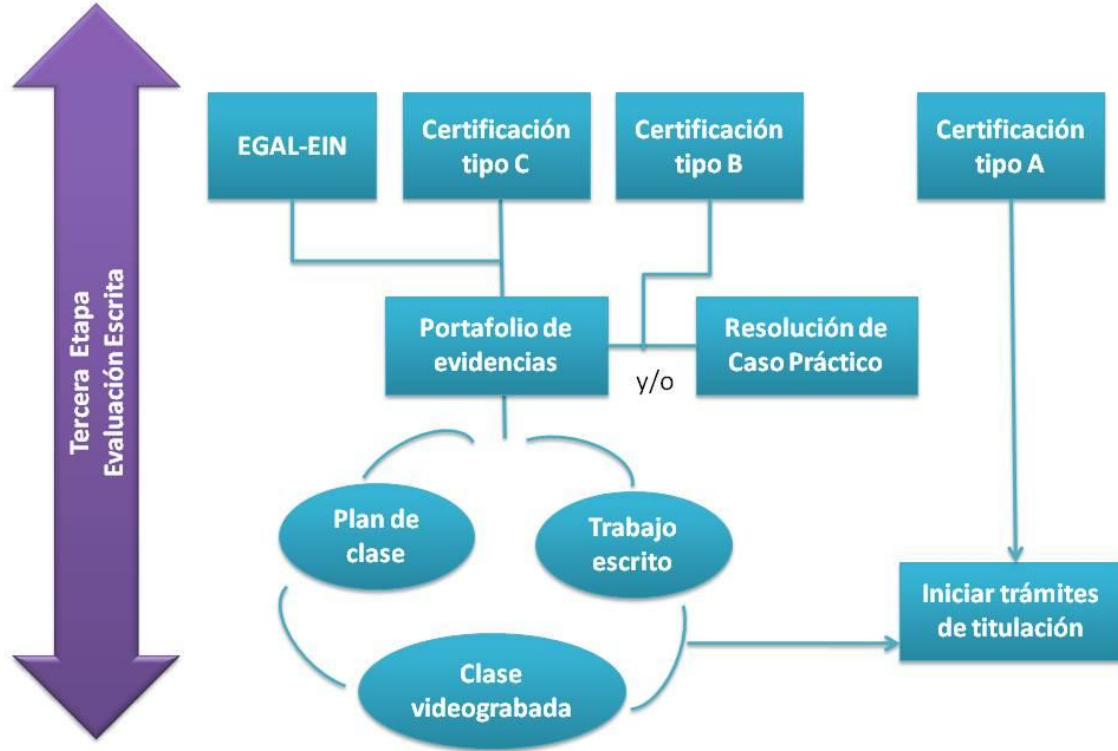 Tercera Etapa
Evaluación Escrita
EGAL-EIN
Certificación
tipo C
Certificación
tipo B
Certificación
tipo A
Portafolio de
evidencias
y/o
Resolución de
Caso Práctico
Plan de
clase
Trabajo
escrito
Clase
videograbada
Iniciar trámites
de titulación